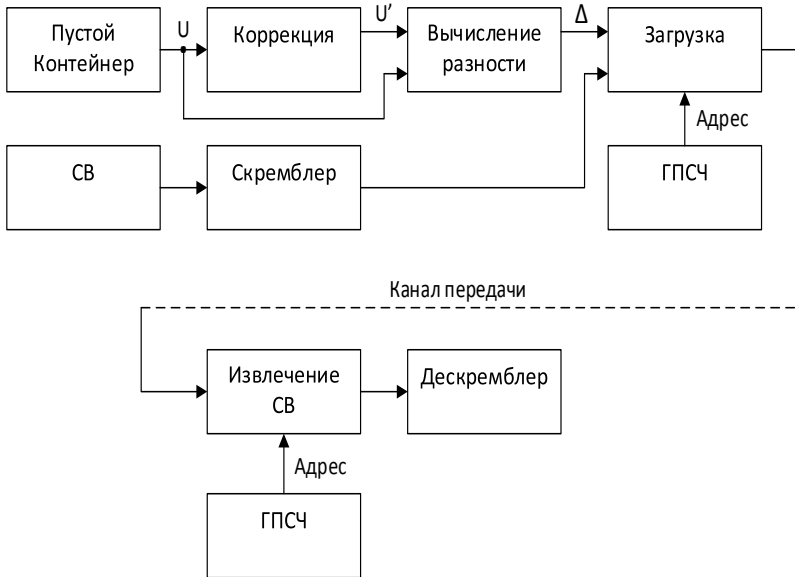 Пустой
Контейнер
U
Коррекция
U'
Вычисление
разности
Δ
Загрузка
Адрес
СВ
Скремблер
ГПСЧ
Канал передачи
Извлечение
СВ
Дескремблер
Адрес
ГПСЧ